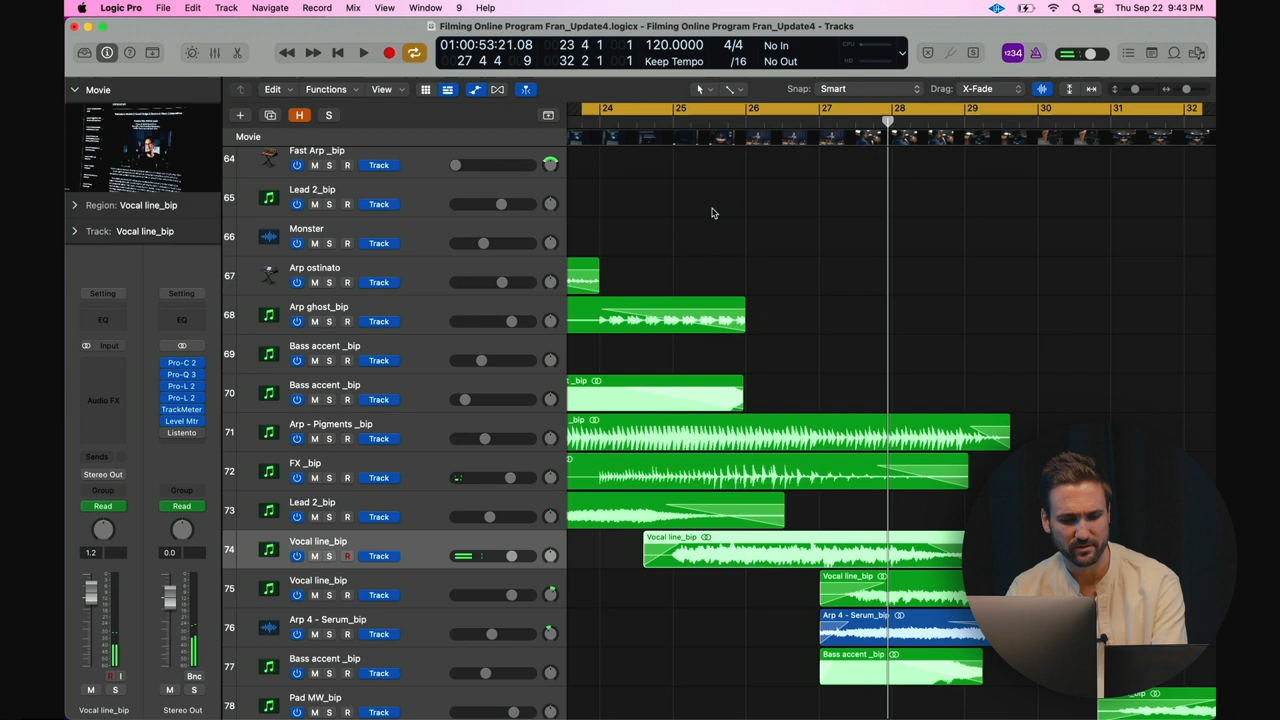 Logic Pro File Edit Track Navigate Record Mix View Window 9 Help Thu Sep 22 9:43 PM
Filming Online Program Fran_Update4.logicx - Filming Online Program Fran_Update4 - Tracks
01:00:53:21.08 23 4 1 1 120.0000 4/4 No In CPU
27 4 4 9 32 2 1 1 Keep Tempo /16 No Out HD
1234
Movie Edit Functions View Snap: Smart Drag: X-Fade
H S
24 25 26 27 28 29 30 31 32
Movie
64 Fast Arp _bip
M S R Track
65 Lead 2_bip
M S R Track
66 Monster
M S R Track
67 Arp ostinato
M S R Track
68 Arp ghost_bip
M S R Track
69 Bass accent _bip
M S R Track
70 Bass accent _bip
M S R Track
t _bip
71 Arp - Pigments _bip
M S R Track
_bip
72 FX _bip
M S R Track
73 Lead 2_bip
M S R Track
74 Vocal line_bip
M S R Track
Vocal line_bip
75 Vocal line_bip
M S R Track
Vocal line_bip
76 Arp 4 - Serum_bip
M S R Track
Arp 4 - Serum_bip
77 Bass accent _bip
M S R Track
Bass accent _bip
78 Pad MW_bip
M S R Track
_bip
Region: Vocal line_bip
Track: Vocal line_bip
Setting Setting
EQ EQ
Input
Audio FX
Pro-C 2
Pro-Q 3
Pro-L 2
Pro-L 2
TrackMeter
Level Mtr
Listento
Sends
Stereo Out
Group Group
Read Read
1.2 0.0
R I Bnc
M S M S
Vocal line_bip Stereo Out